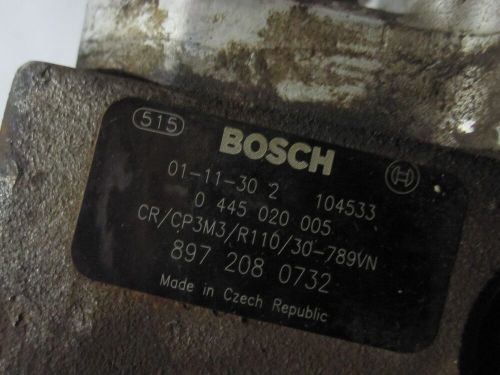 515
BOSCH
01-11-30 2 104533
0 445 020 005
CR/CP3M3/R110/30-789VN
897 208 0732
Made in Czech Republic